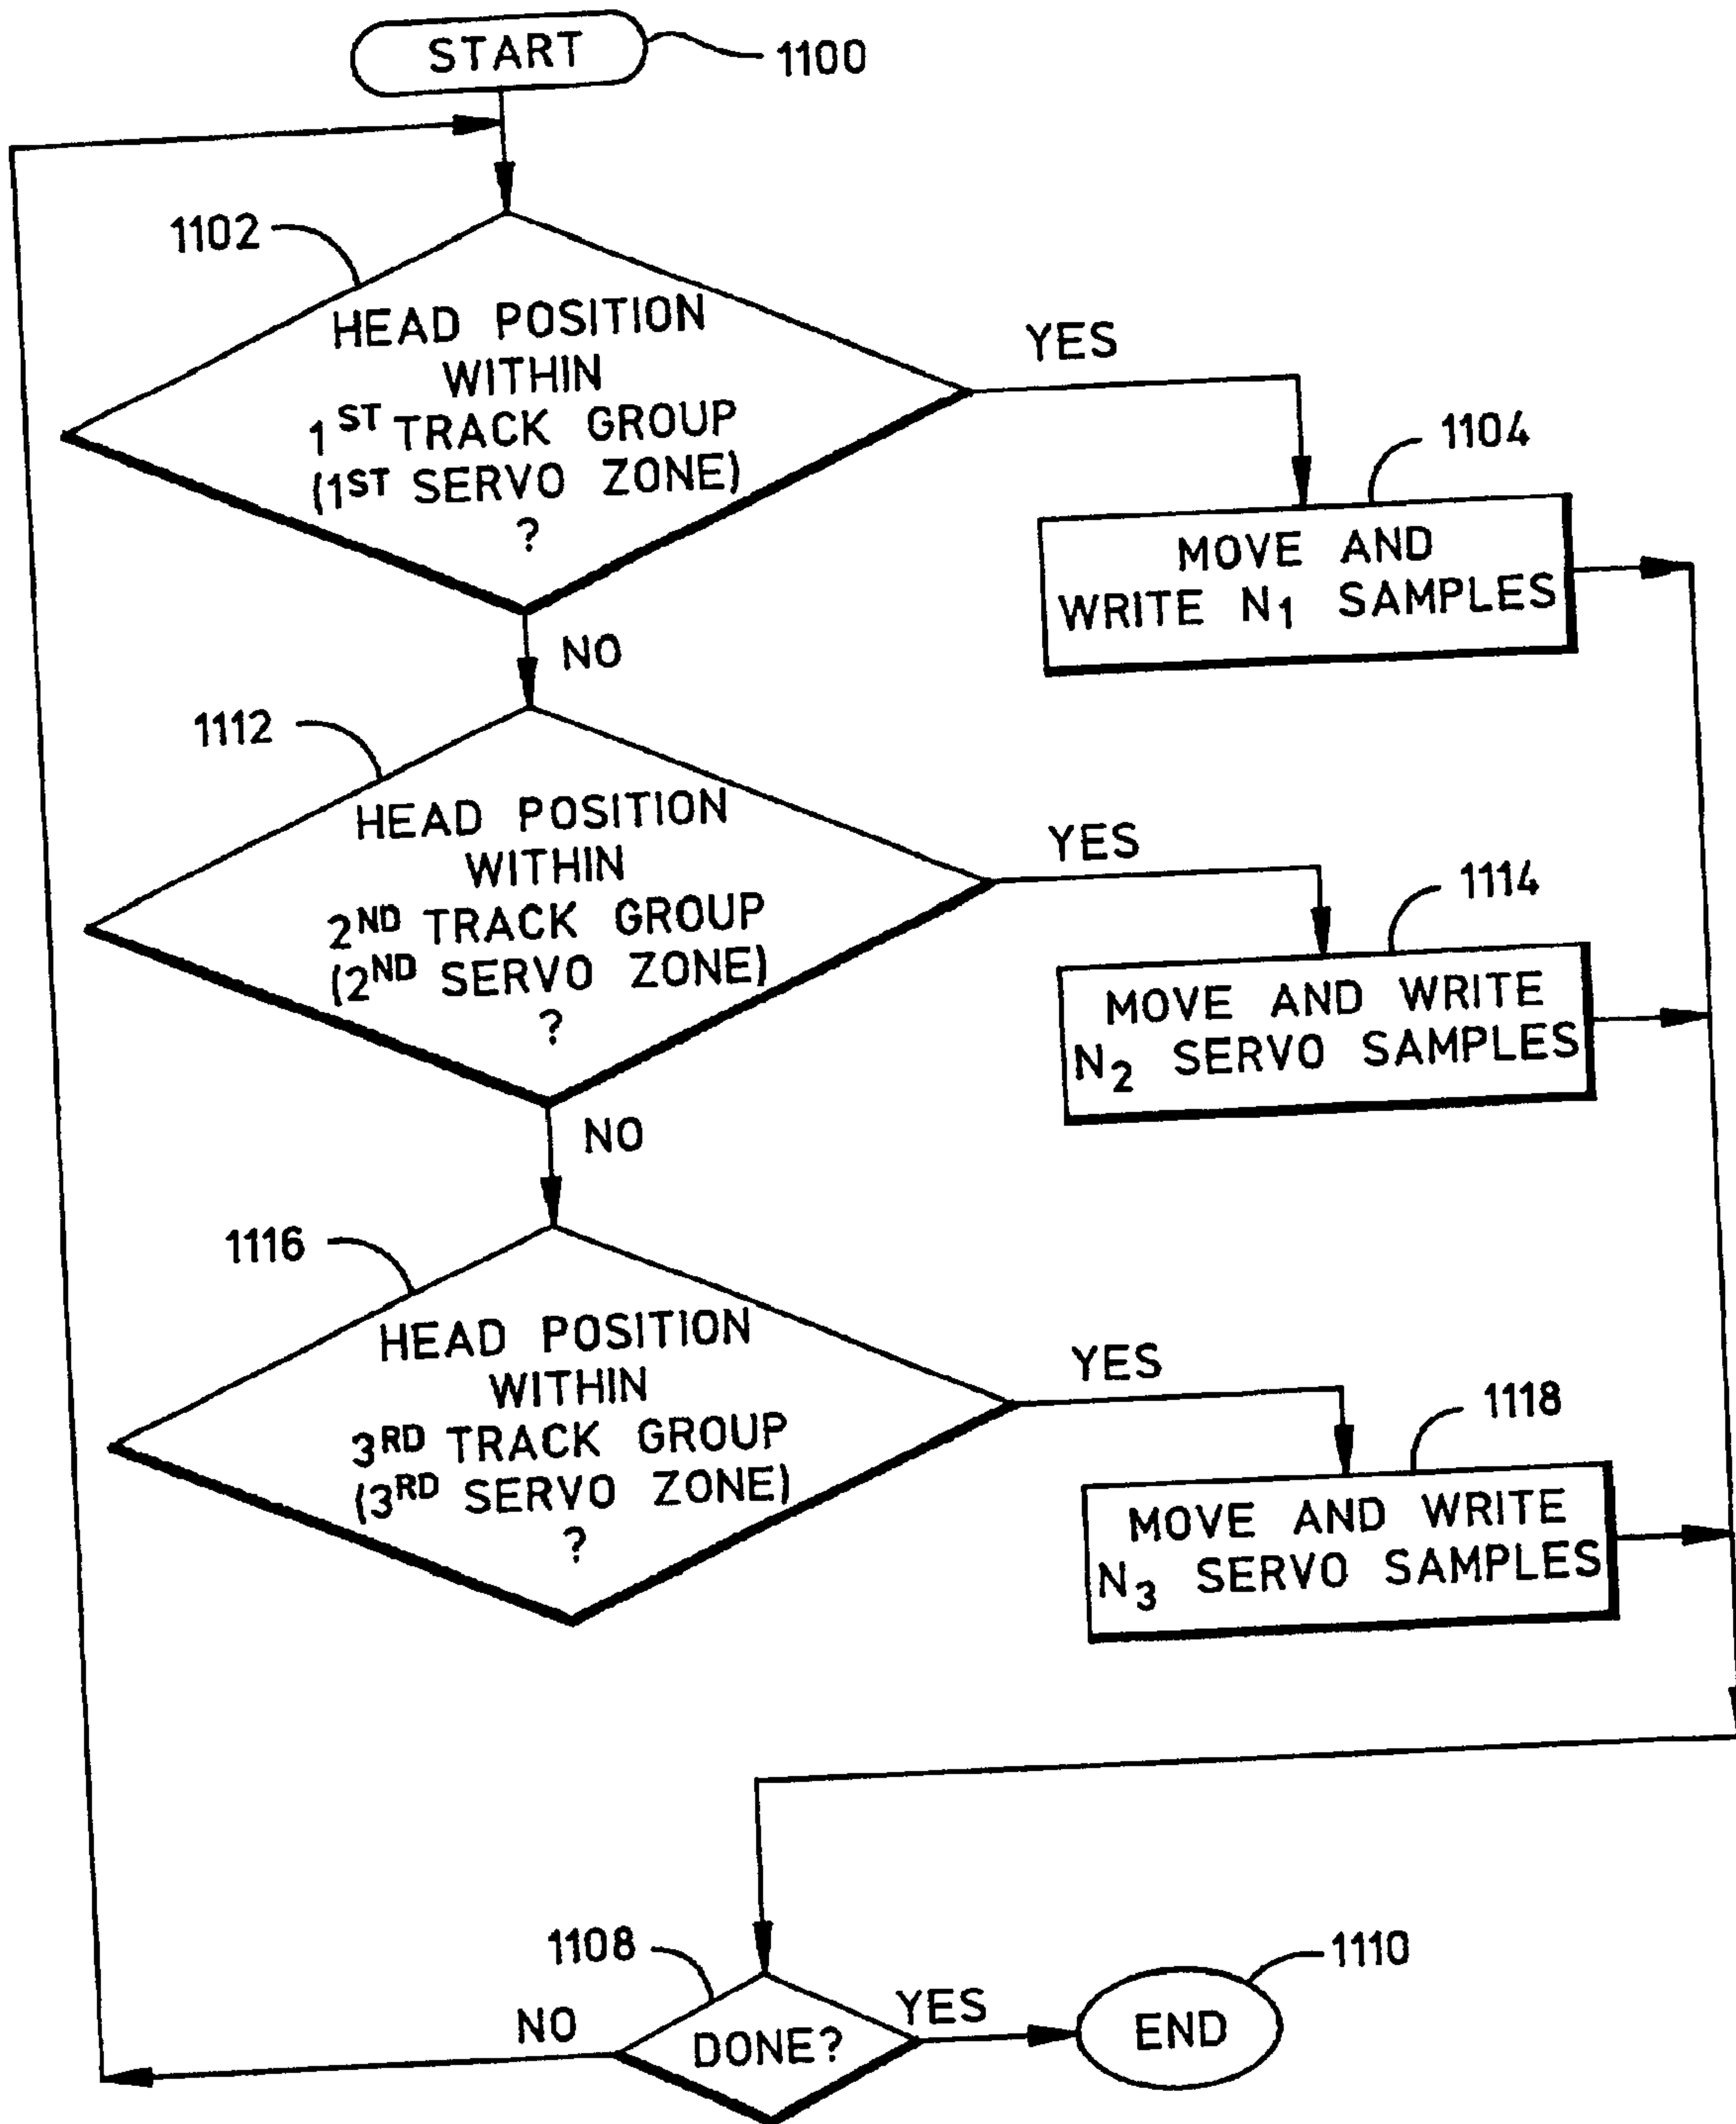 START
1100
1102
HEAD POSITION
WITHIN
1ST TRACK GROUP
(1ST SERVO ZONE)
?
YES
1104
MOVE AND
WRITE N1 SAMPLES
NO
1112
HEAD POSITION
WITHIN
2ND TRACK GROUP
(2ND SERVO ZONE)
?
YES
1114
MOVE AND WRITE
N2 SERVO SAMPLES
NO
1116
HEAD POSITION
WITHIN
3RD TRACK GROUP
(3RD SERVO ZONE)
?
YES
1118
MOVE AND WRITE
N3 SERVO SAMPLES
1108
DONE?
NO
YES
1110
END